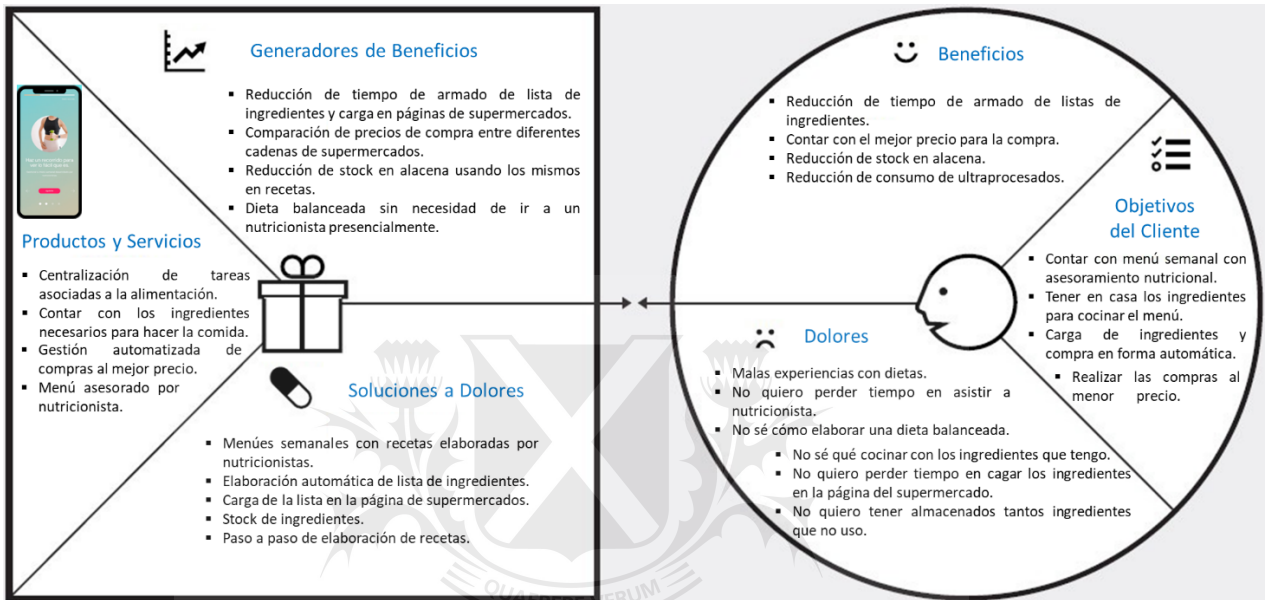 Generadores de Beneficios
▪ Reducción de tiempo de armado de lista de
ingredientes y carga en páginas de supermercados.
▪ Comparación de precios de compra entre diferentes
cadenas de supermercados.
▪ Reducción de stock en alacena usando los mismos
en recetas.
▪ Dieta balanceada sin necesidad de ir a un
nutricionista presencialmente.
Productos y Servicios
▪ Centralización de tareas
asociadas a la alimentación.
▪ Contar con los ingredientes
necesarios para hacer la comida.
▪ Gestión automatizada de
compras al mejor precio.
▪ Menú asesorado por
nutricionista.
Soluciones a Dolores
▪ Menúes semanales con recetas elaboradas por
nutricionistas.
▪ Elaboración automática de lista de ingredientes.
▪ Carga de la lista en la página de supermercados.
▪ Stock de ingredientes.
▪ Paso a paso de elaboración de recetas.
Beneficios
▪ Reducción de tiempo de armado de listas de
ingredientes.
▪ Contar con el mejor precio para la compra.
▪ Reducción de stock en alacena.
▪ Reducción de consumo de ultraprocesados.
Objetivos
del Cliente
▪ Contar con menú semanal con
asesoramiento nutricional.
▪ Tener en casa los ingredientes
para cocinar el menú.
▪ Carga de ingredientes y
compra en forma automática.
▪ Realizar las compras al
menor precio.
Dolores
▪ Malas experiencias con dietas.
▪ No quiero perder tiempo en asistir a
nutricionista.
▪ No sé cómo elaborar una dieta balanceada.
▪ No sé qué cocinar con los ingredientes que tengo.
▪ No quiero perder tiempo en cagar los ingredientes
en la página del supermercado.
▪ No quiero tener almacenados tantos ingredientes
que no uso.